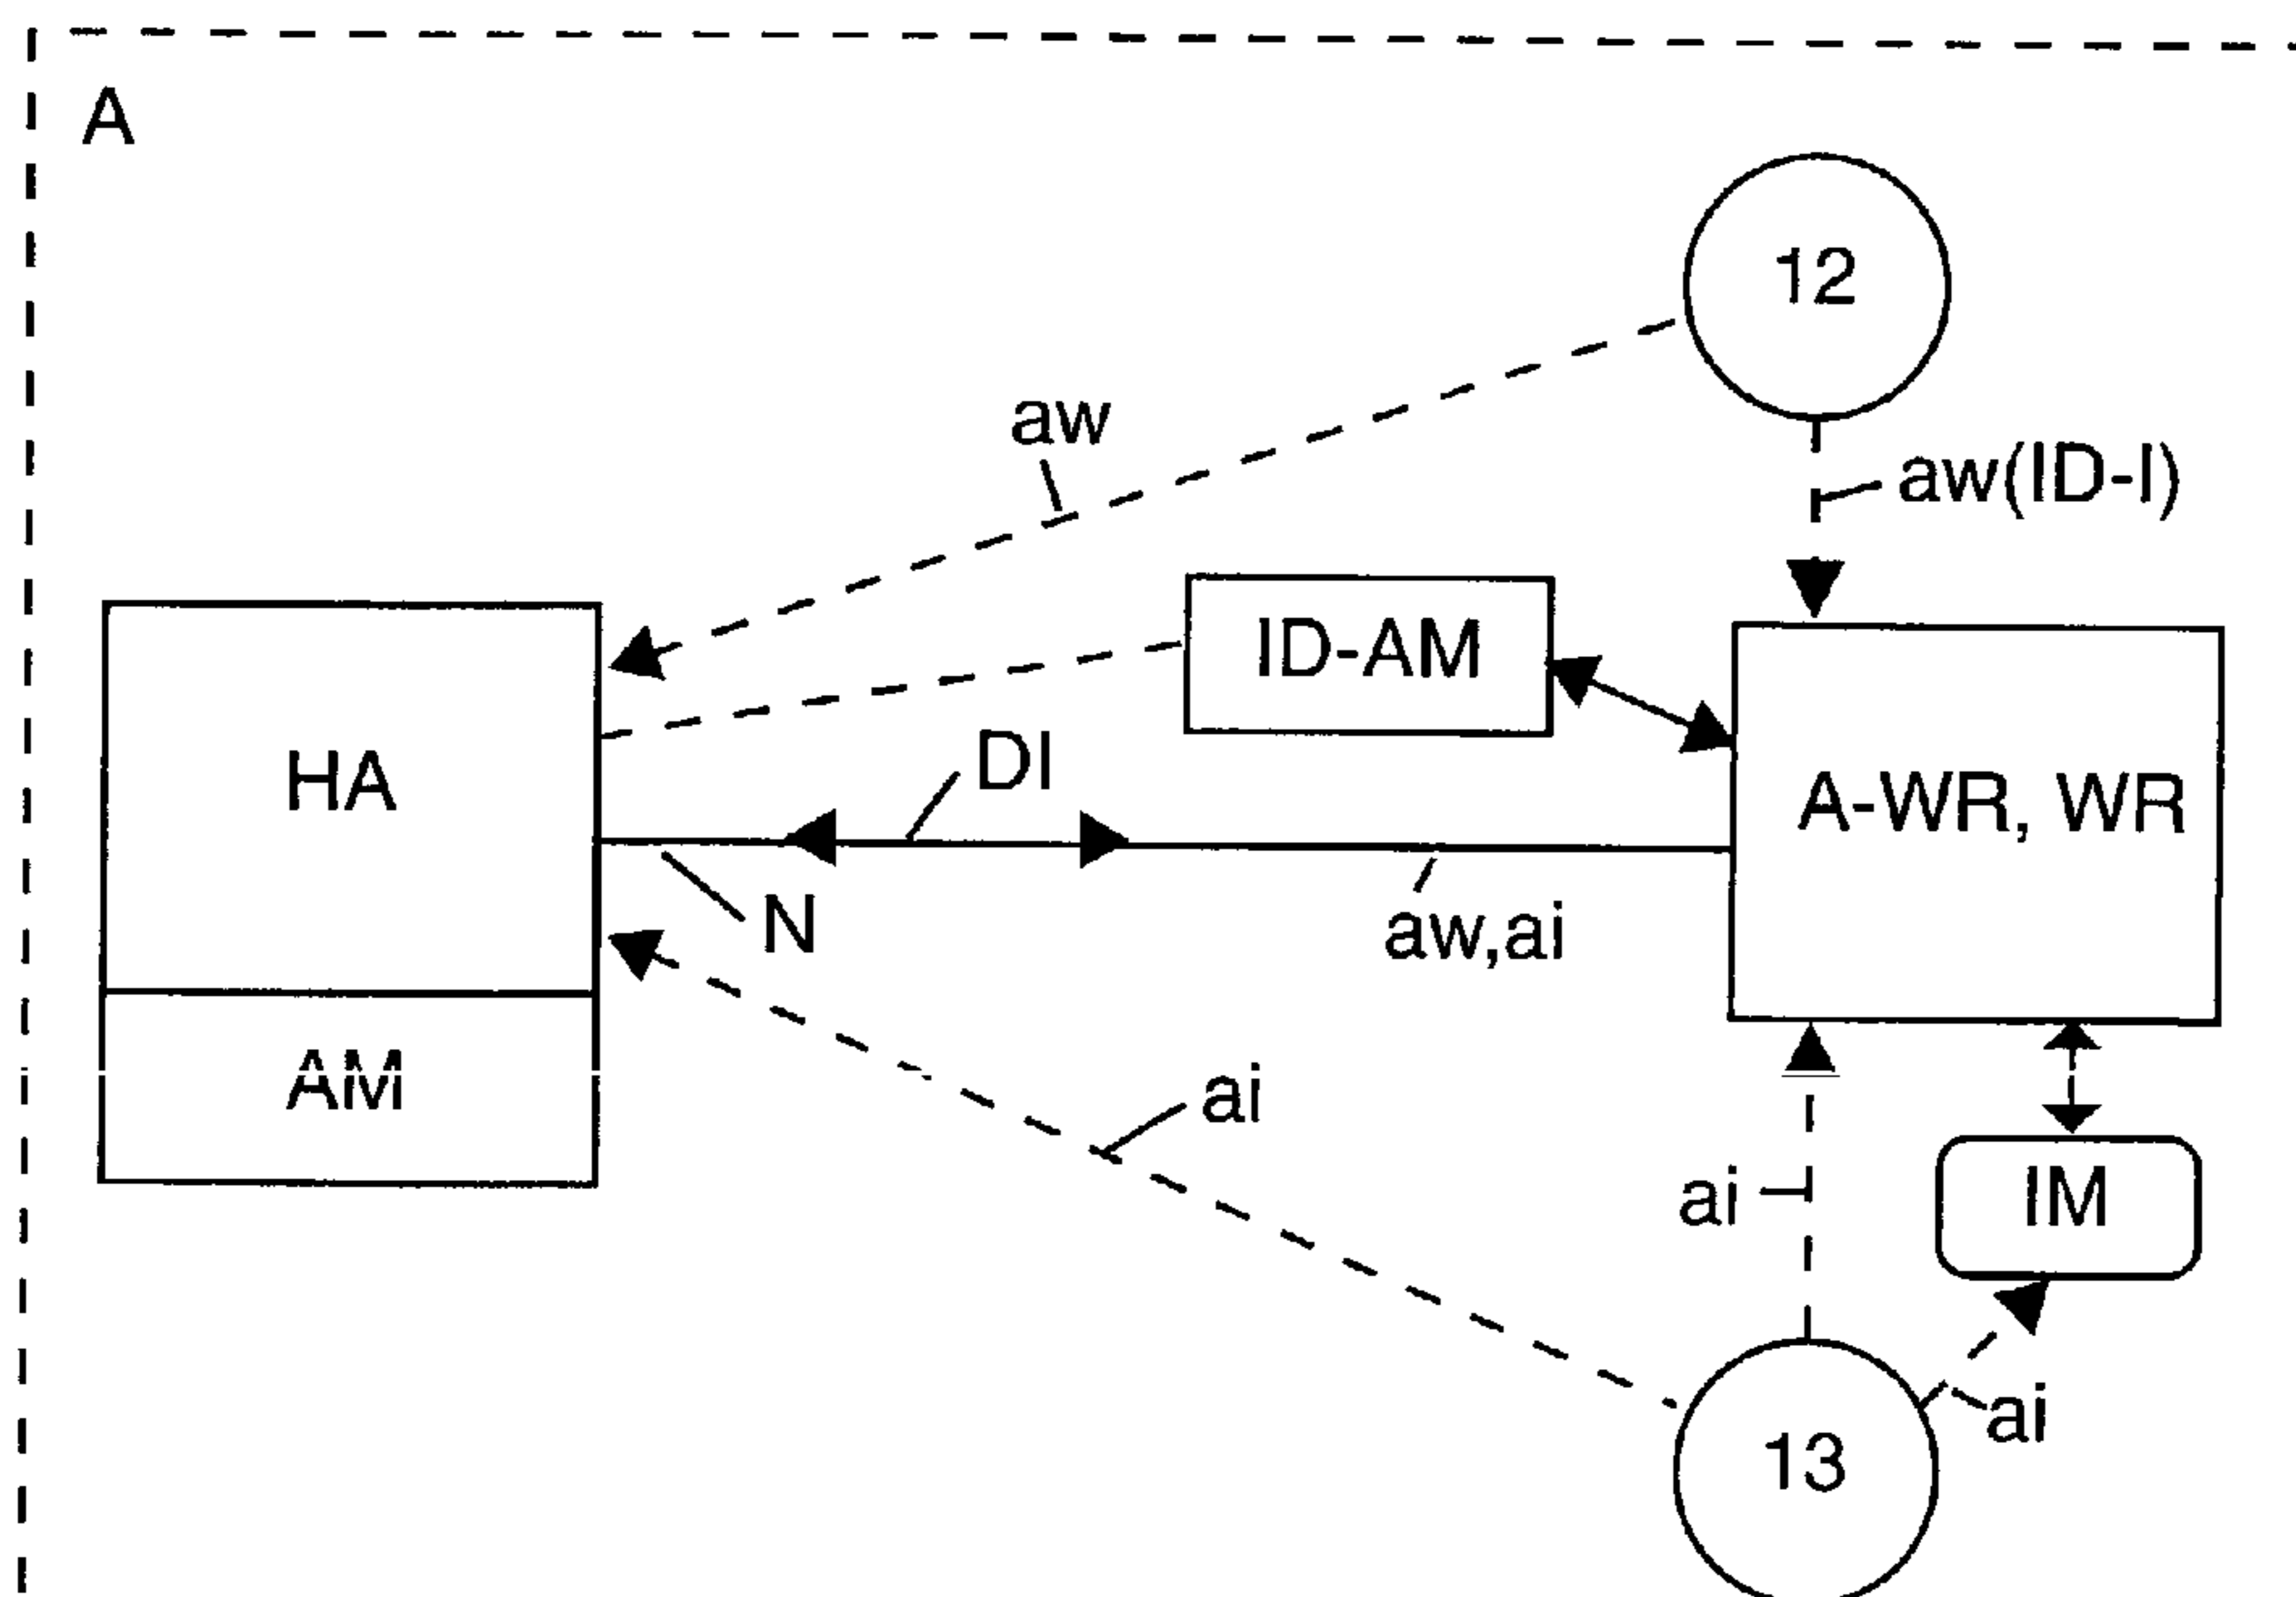 A
12
aw
aw(ID-I)
ID-AM
DI
HA
A-WR, WR
N
aw,ai
AM
ai
ai
IM
ai
13